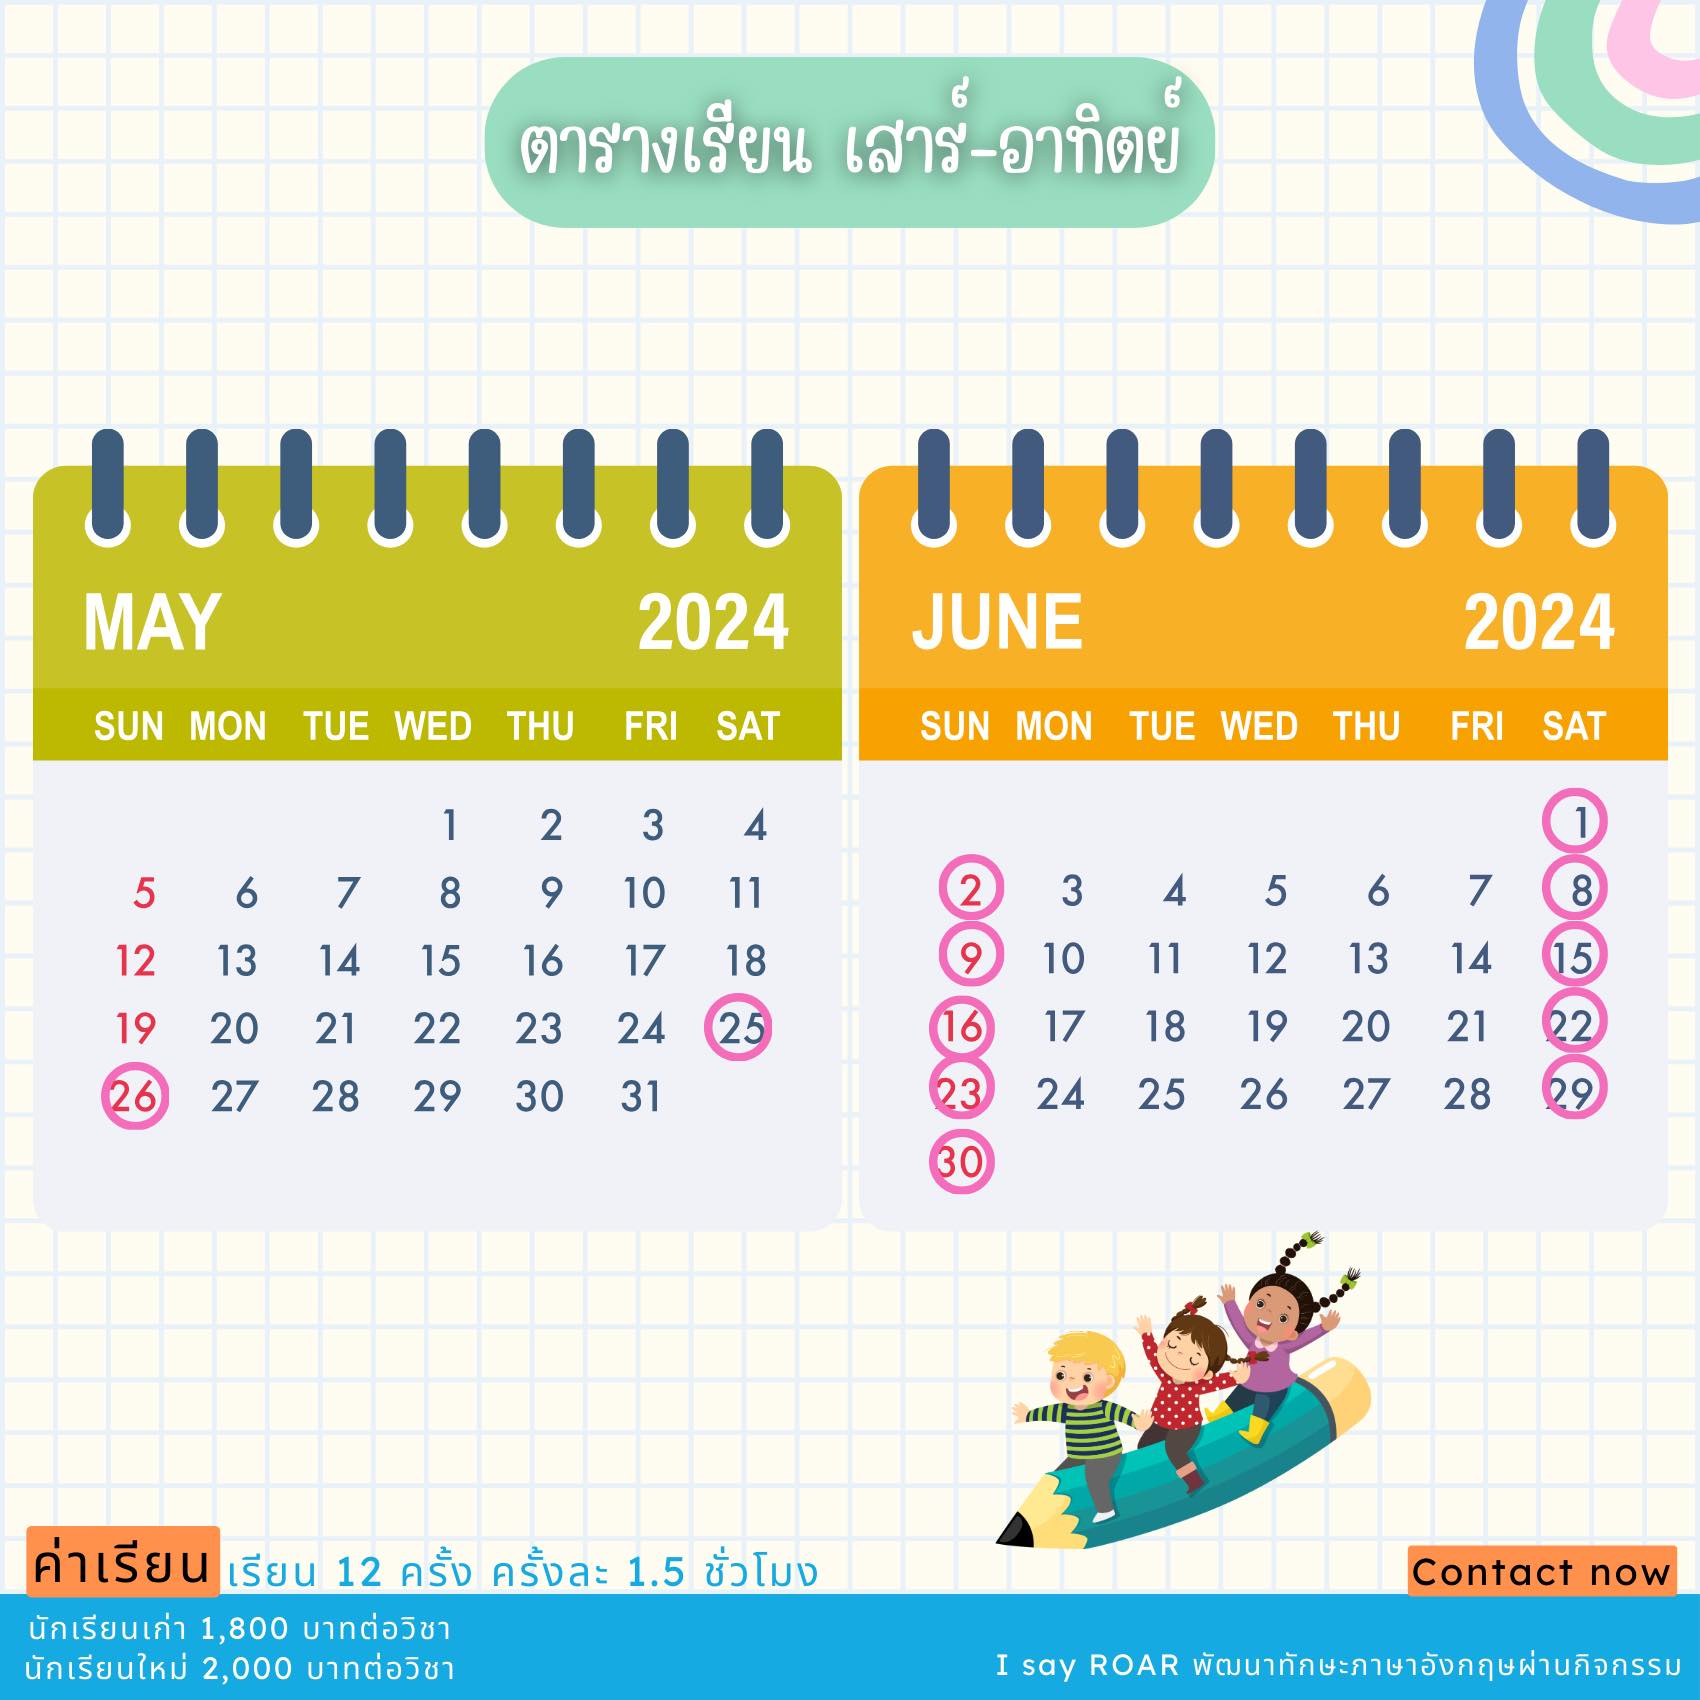 ตารางเรียน เสาร์-อาทิตย์
MAY 2024
SUN MON TUE WED THU FRI SAT
1 2 3 4
5 6 7 8 9 10 11
12 13 14 15 16 17 18
19 20 21 22 23 24 25
26 27 28 29 30 31
JUNE 2024
SUN MON TUE WED THU FRI SAT
1
2 3 4 5 6 7 8
9 10 11 12 13 14 15
16 17 18 19 20 21 22
23 24 25 26 27 28 29
30
ค่าเรียน เรียน 12 ครั้ง ครั้งละ 1.5 ชั่วโมง
นักเรียนเก่า 1,800 บาทต่อวิชา
นักเรียนใหม่ 2,000 บาทต่อวิชา
Contact now
I say ROAR พัฒนาทักษะภาษาอังกฤษผ่านกิจกรรม